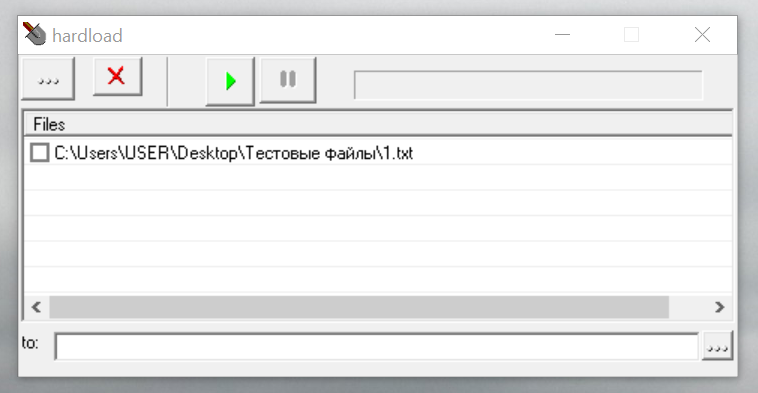 hardload
...
Files
C:\Users\USER\Desktop\Тестовые файлы\1.txt
to:
...